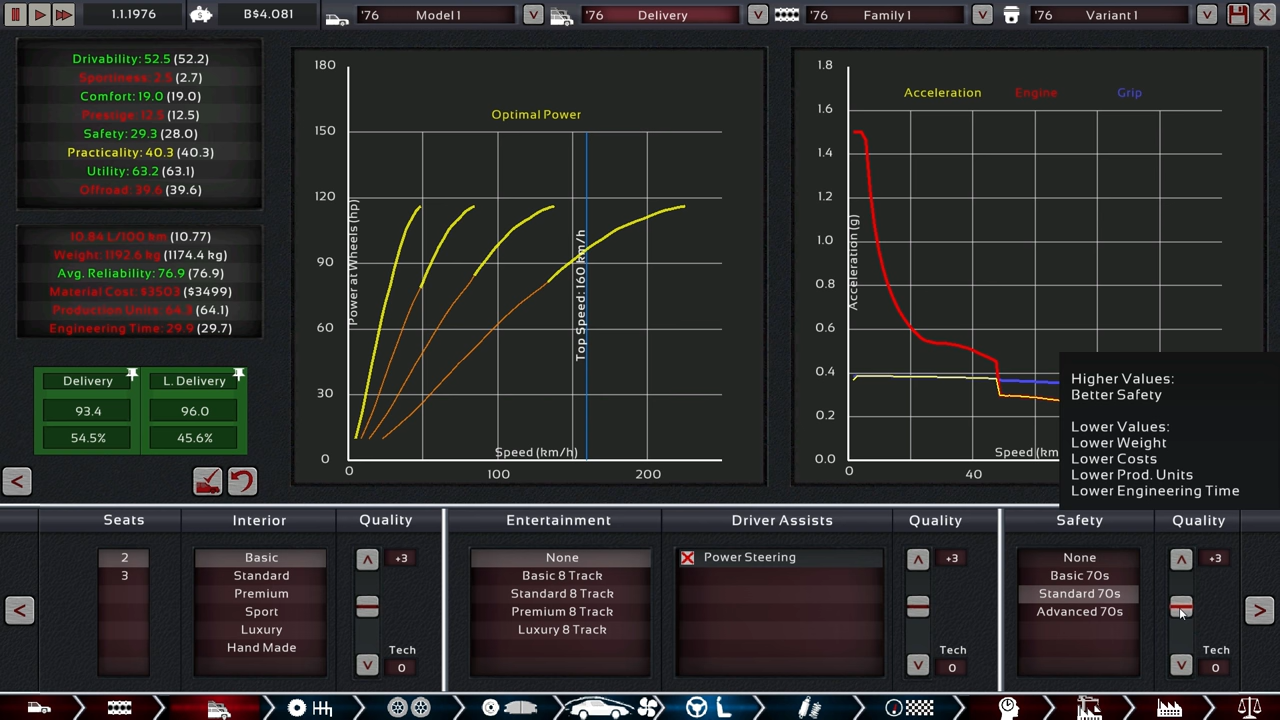 1.1.1976
B$4.081
'76 Model 1
'76 Delivery
'76 Family 1
'76 Variant 1
Drivability: 52.5 (52.2)
Sportiness: 2.5 (2.7)
Comfort: 19.0 (19.0)
Prestige: 12.5 (12.5)
Safety: 29.3 (28.0)
Practicality: 40.3 (40.3)
Utility: 63.2 (63.1)
Offroad: 39.6 (39.6)
10.84 L/100 km (10.77)
Weight: 1192.6 kg (1174.4 kg)
Avg. Reliability: 76.9 (76.9)
Material Cost: $3503 ($3499)
Production Units: 64.3 (64.1)
Engineering Time: 29.9 (29.7)
Delivery
L. Delivery
93.4
96.0
54.5%
45.6%
180
150
120
90
60
30
0
Power at Wheels (hp)
Optimal Power
Top Speed: 160 km/h
Speed (km/h)
0
100
200
1.8
1.6
1.4
1.2
1.0
0.8
0.6
0.4
0.2
0.0
Acceleration (g)
Acceleration
Engine
Grip
Speed (km
0
40
Higher Values:
Better Safety
Lower Values:
Lower Weight
Lower Costs
Lower Prod. Units
Lower Engineering Time
Seats
2
3
Interior
Basic
Standard
Premium
Sport
Luxury
Hand Made
Quality
+3
Tech
0
Entertainment
None
Basic 8 Track
Standard 8 Track
Premium 8 Track
Luxury 8 Track
Driver Assists
Power Steering
Quality
+3
Tech
0
Safety
None
Basic 70s
Standard 70s
Advanced 70s
Quality
+3
Tech
0